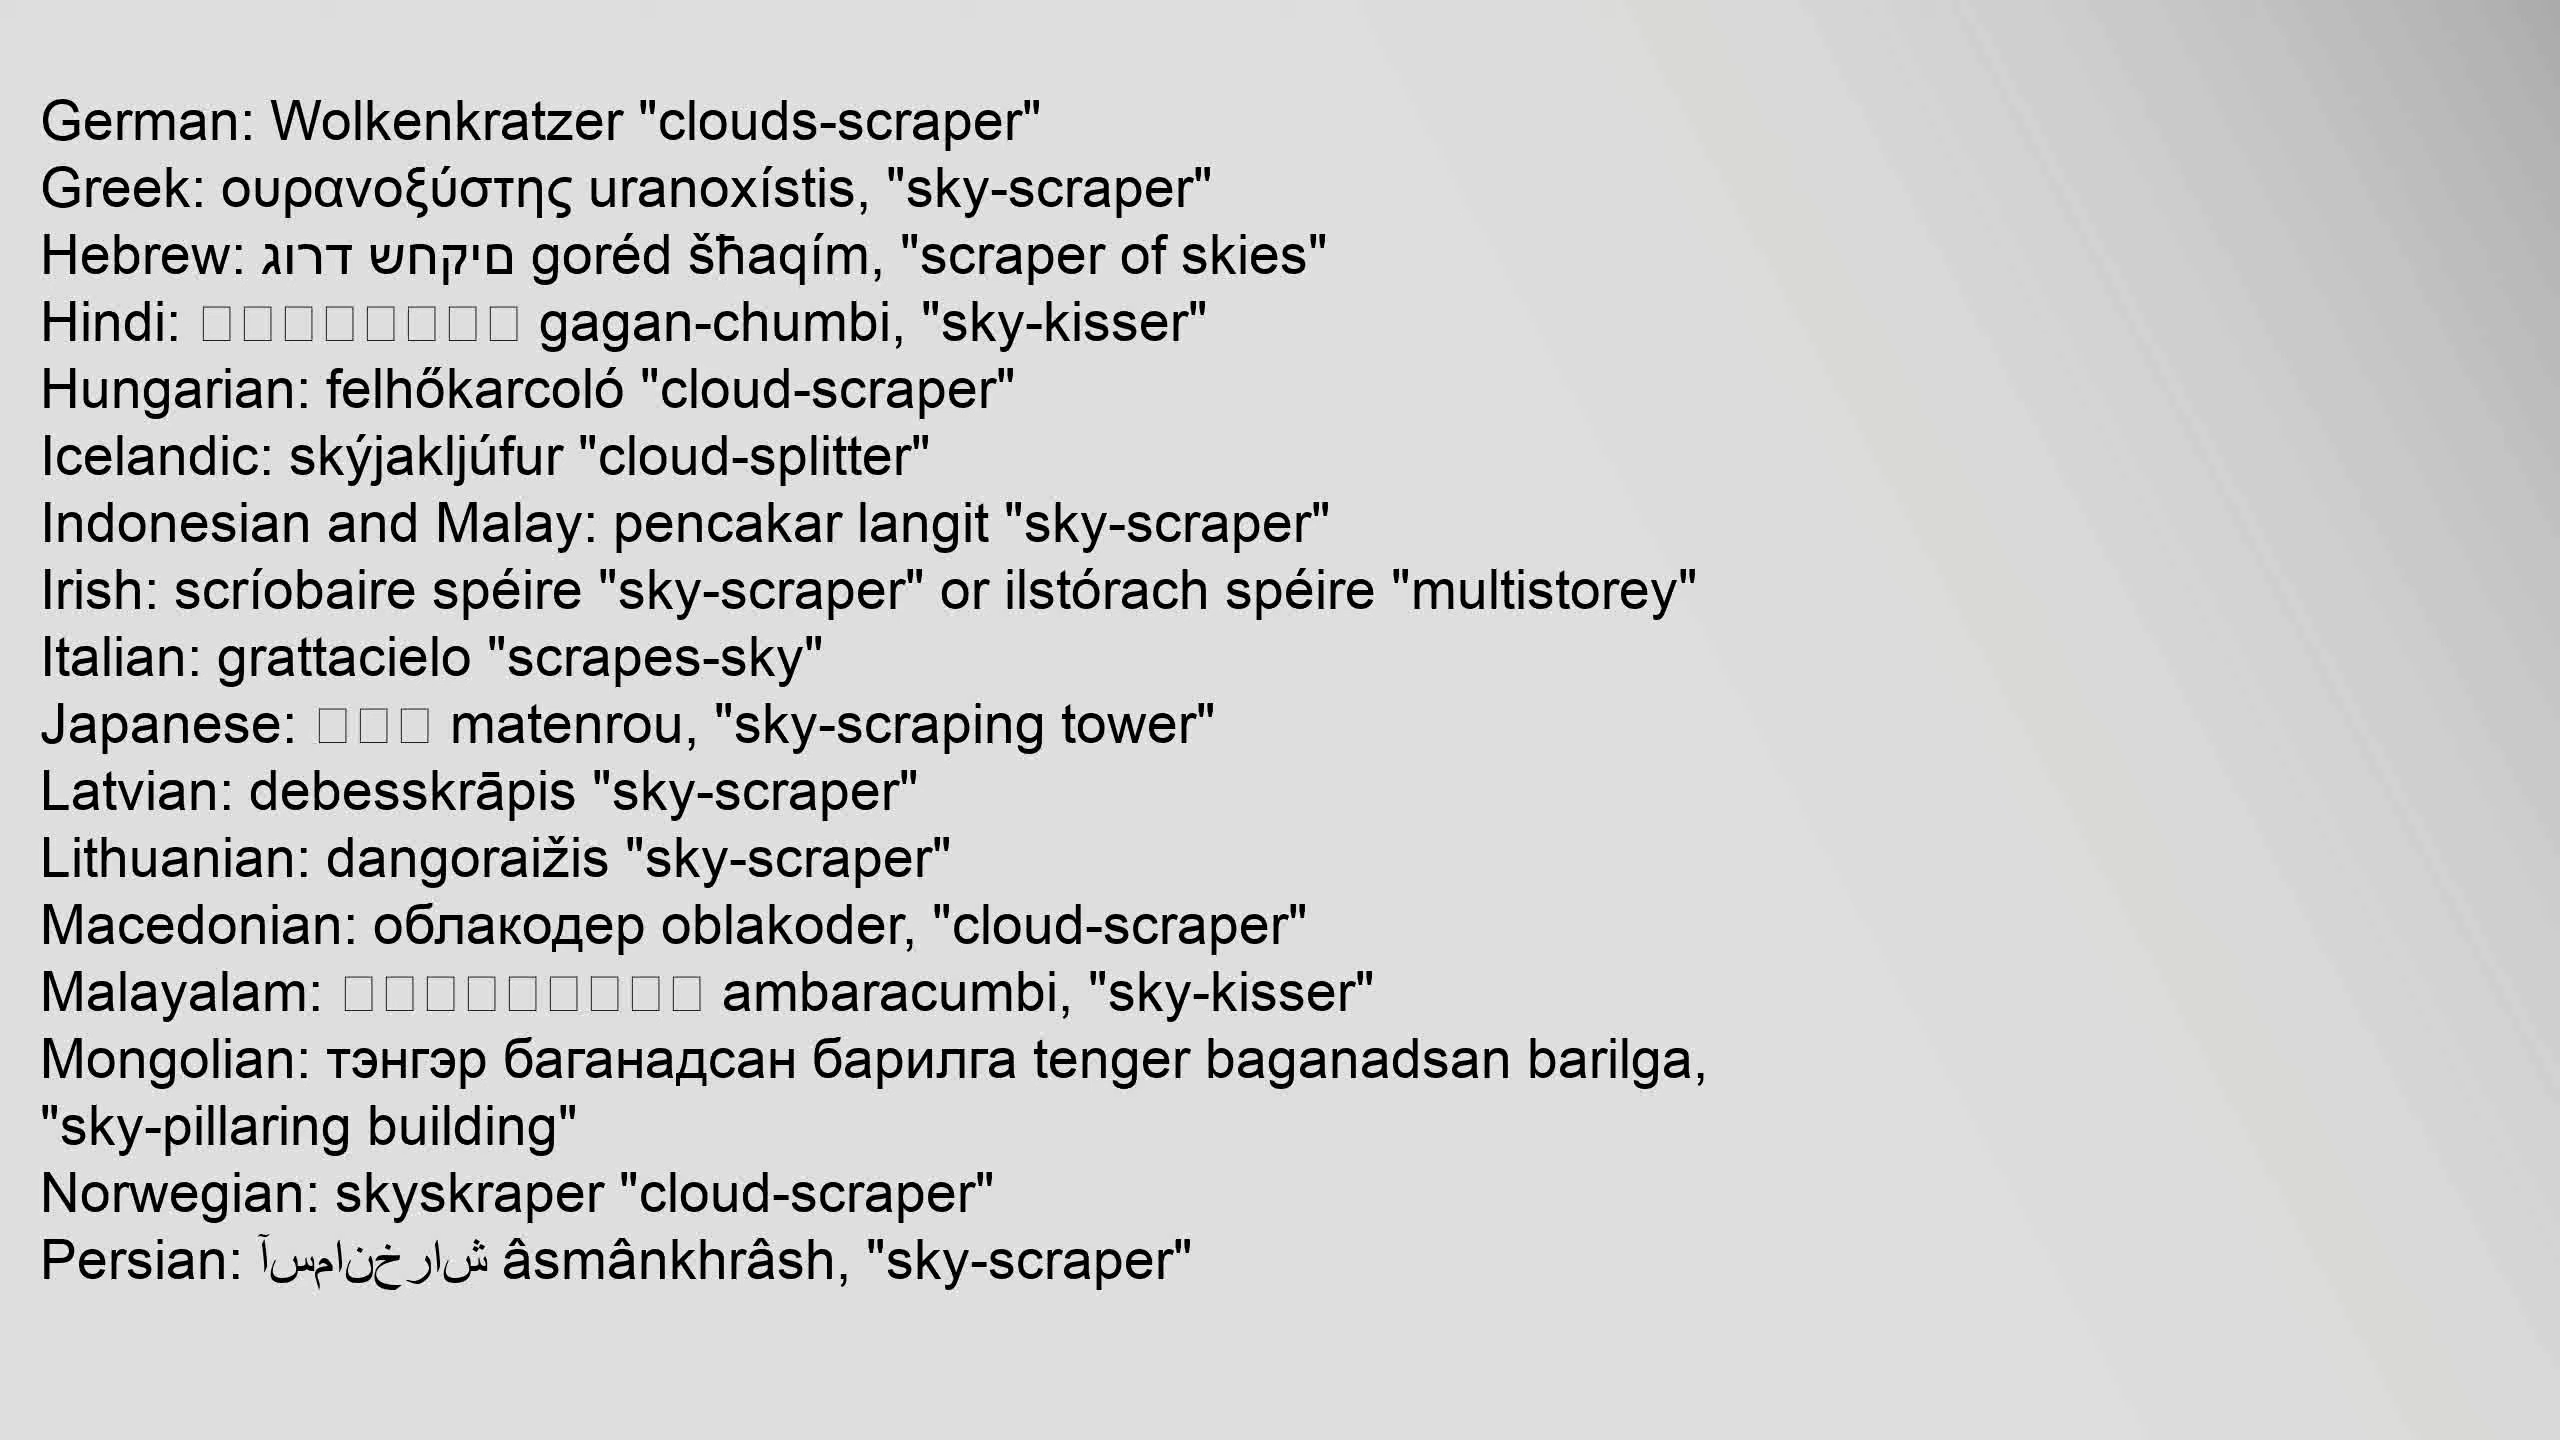 German: Wolkenkratzer "clouds-scraper"
Greek: ουρανοξύστης uranoxístis, "sky-scraper"
Hebrew: םיקחש דרוג goréd šħaqím, "scraper of skies"
Hindi: □□□□□□□□ gagan-chumbi, "sky-kisser"
Hungarian: felhőkarcoló "cloud-scraper"
Icelandic: skýjakljúfur "cloud-splitter"
Indonesian and Malay: pencakar langit "sky-scraper"
Irish: scríobaire spéire "sky-scraper" or ilstórach spéire "multistorey"
Italian: grattacielo "scrapes-sky"
Japanese: □□□ matenrou, "sky-scraping tower"
Latvian: debesskrāpis "sky-scraper"
Lithuanian: dangoraižis "sky-scraper"
Macedonian: облакодер oblakoder, "cloud-scraper"
Malayalam: □□□□□□□□□ ambaracumbi, "sky-kisser"
Mongolian: тэнгэр баганадсан барилга tenger baganadsan barilga,
"sky-pillaring building"
Norwegian: skyskraper "cloud-scraper"
Persian: آسمانخراش âsmânkhrâsh, "sky-scraper"